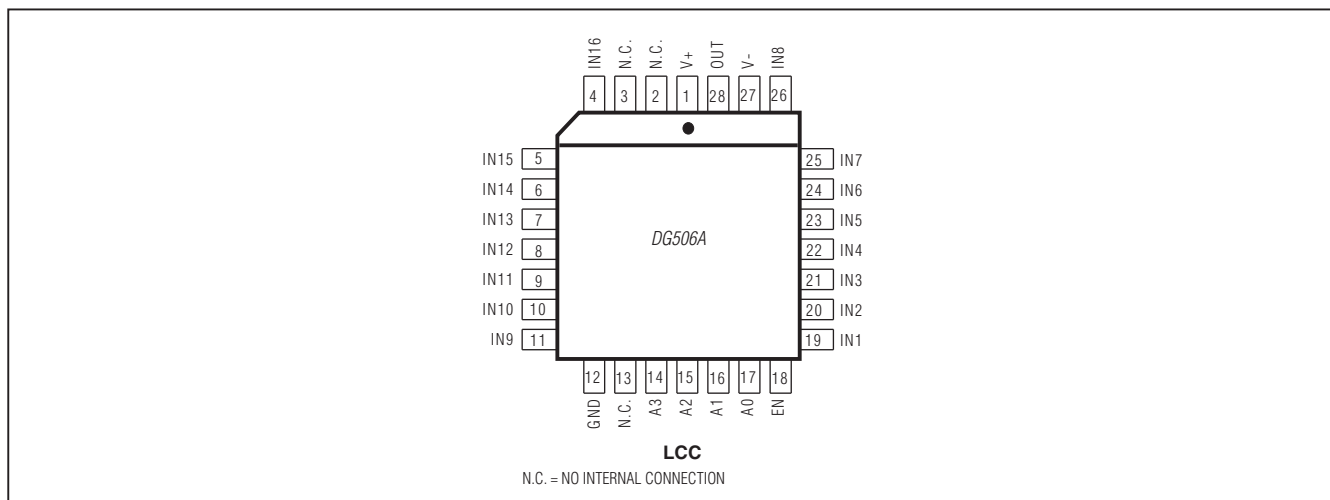 IN16 N.C. N.C. V+ OUT V- IN8
4 3 2 1 28 27 26
IN15 5 25 IN7
IN14 6 24 IN6
IN13 7 23 IN5
IN12 8 DG506A 22 IN4
IN11 9 21 IN3
IN10 10 20 IN2
IN9 11 19 IN1
12 13 14 15 16 17 18
GND N.C. A3 A2 A1 A0 EN
LCC
N.C. = NO INTERNAL CONNECTION